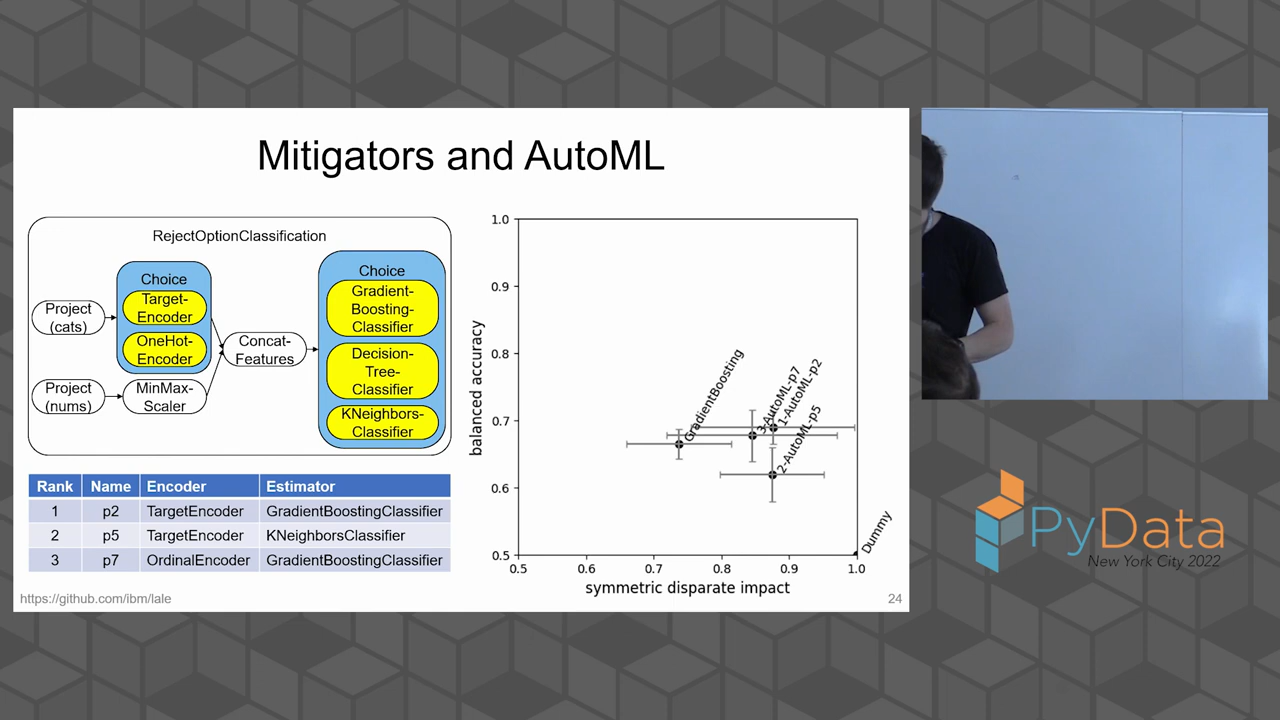 Mitigators and AutoML
RejectOptionClassification
Project
(cats)
Choice
Target-
Encoder
OneHot-
Encoder
Project
(nums)
MinMax-
Scaler
Concat-
Features
Choice
Gradient-
Boosting-
Classifier
Decision-
Tree-
Classifier
KNeighbors-
Classifier
Rank Name Encoder Estimator
1 p2 TargetEncoder GradientBoostingClassifier
2 p5 TargetEncoder KNeighborsClassifier
3 p7 OrdinalEncoder GradientBoostingClassifier
balanced accuracy
1.0
0.9
0.8
0.7
0.6
0.5
GradientBoosting
3-AutoML-p7
1-AutoML-p2
2-AutoML-p5
Dummy
0.5 0.6 0.7 0.8 0.9 1.0
symmetric disparate impact
https://github.com/ibm/lale
24
PyData
New York City 2022